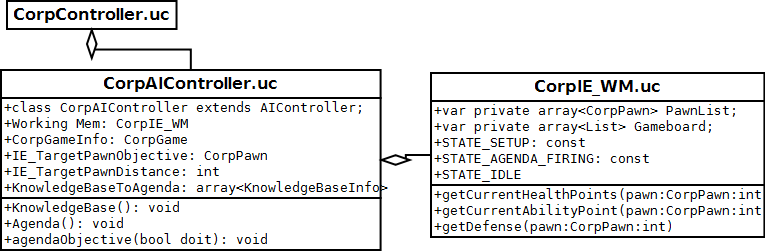 CorpController.uc
CorpAIController.uc
+class CorpAIController extends AIController;
+Working Mem: CorpIE_WM
+CorpGameInfo: CorpGame
+IE_TargetPawnObjective: CorpPawn
+IE_TargetPawnDistance: int
+KnowledgeBaseToAgenda: array<KnowledgeBaseInfo>
+KnowledgeBase(): void
+Agenda(): void
+agendaObjective(bool doit): void
CorpIE_WM.uc
+var private array<CorpPawn> PawnList;
+var private array<List> Gameboard;
+STATE_SETUP: const
+STATE_AGENDA_FIRING: const
+STATE_IDLE
+getCurrentHealthPoints(pawn:CorpPawn:int
+getCurrentAbilityPoint(pawn:CorpPawn:int
+getDefense(pawn:CorpPawn:int)